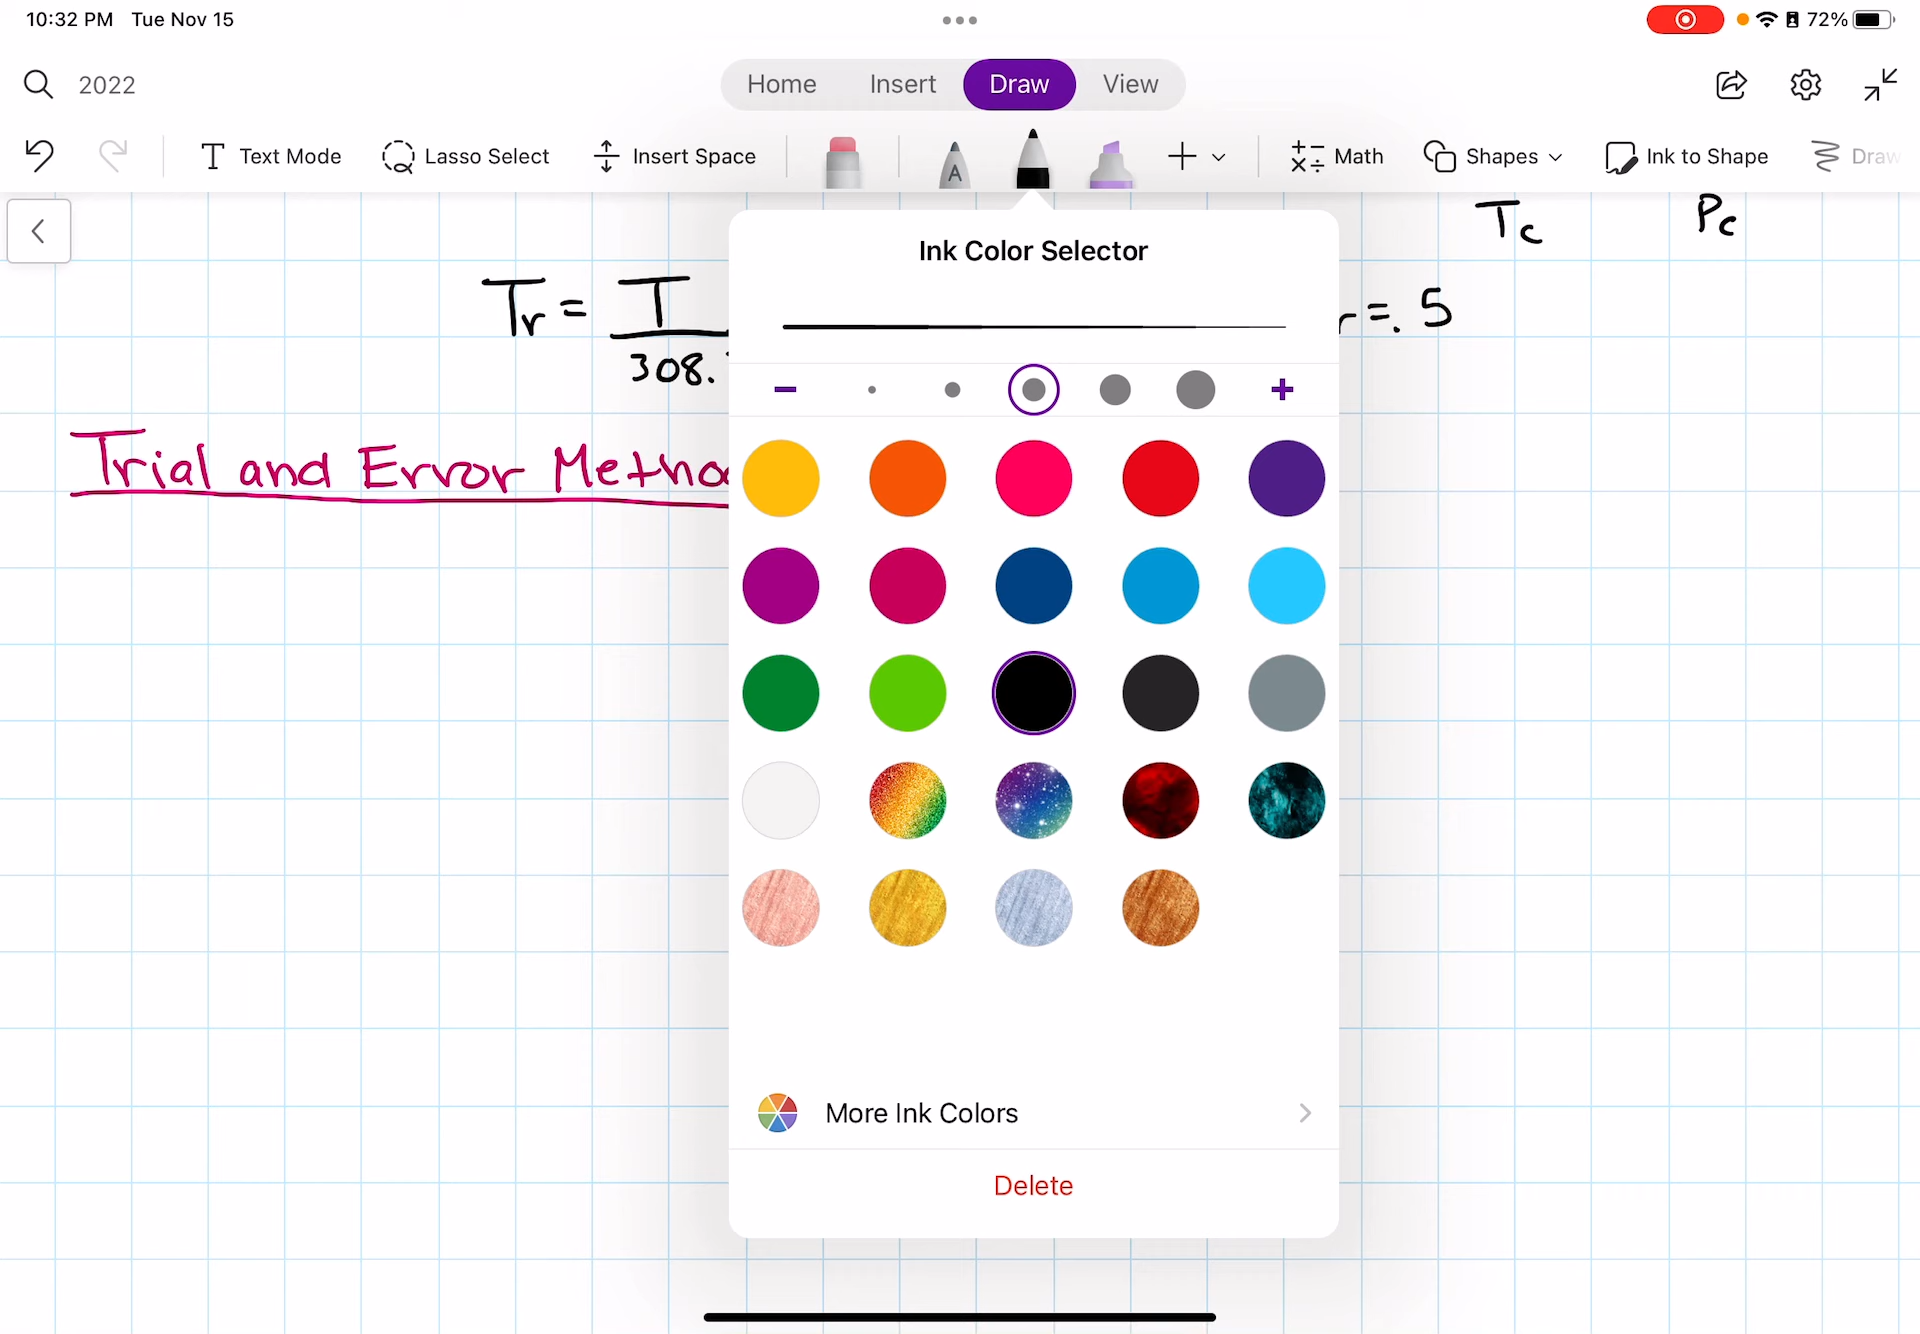 10:32 PM Tue Nov 15
72%
2022
Home Insert Draw View
Text Mode Lasso Select Insert Space A Math Shapes Ink to Shape Draw
Tc Pc
Ink Color Selector
Tr = T
308.
r = .5
Trial and Error Metho
More Ink Colors
Delete